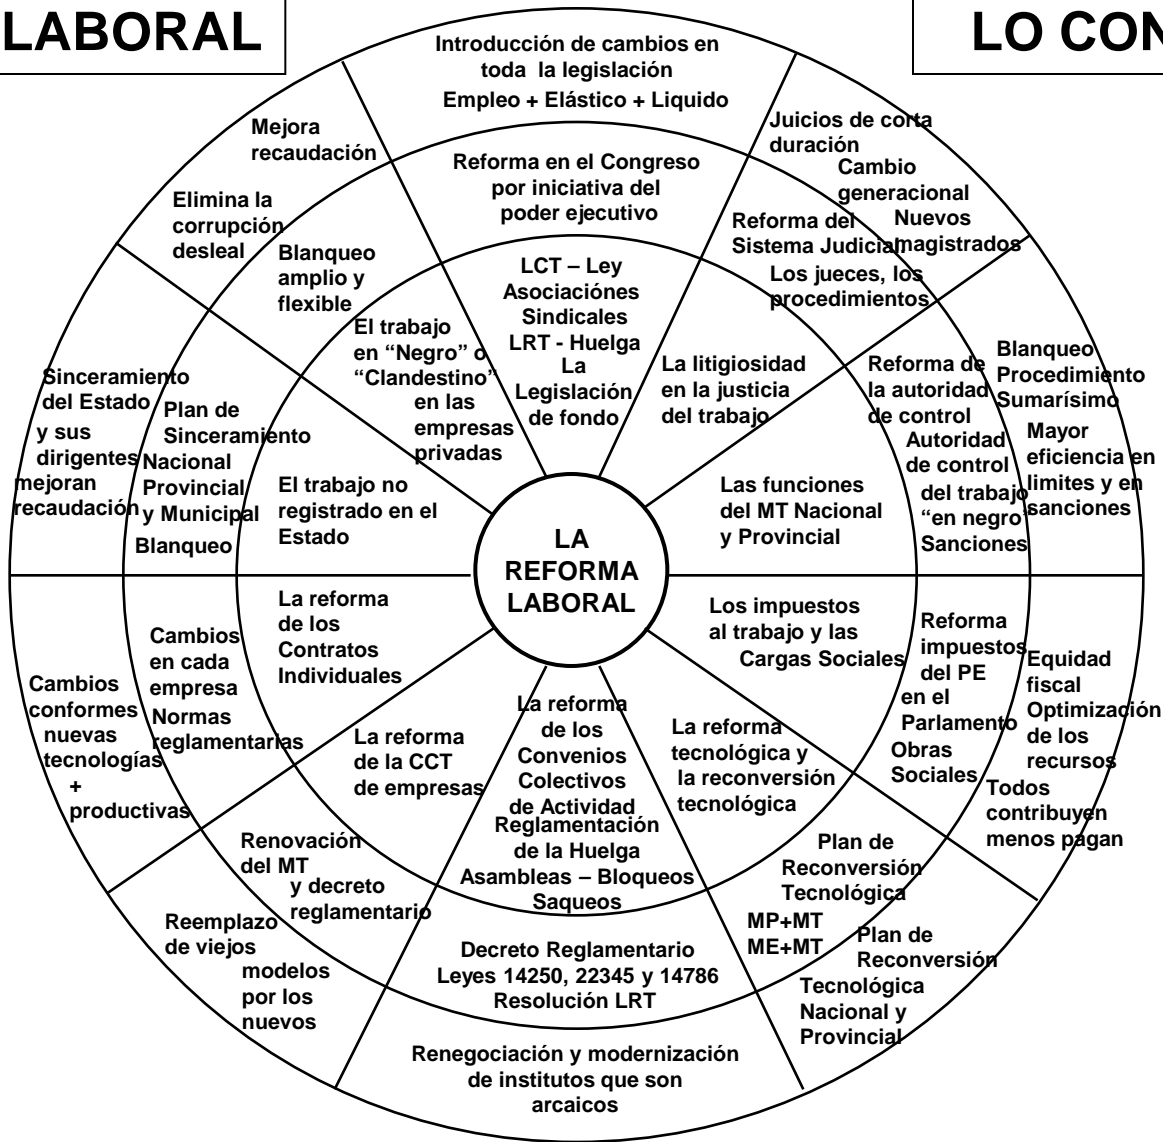 LABORAL
LO CON
Introducción de cambios en
toda la legislación
Empleo + Elástico + Liquido
Reforma en el Congreso
por iniciativa del
poder ejecutivo
LCT – Ley
Asociaciónes
Sindicales
LRT - Huelga
La
Legislación
de fondo
Juicios de corta
duración
Cambio
generacional
Nuevos
magistrados
Reforma del
Sistema Judicial
Los jueces, los
procedimientos
La litigiosidad
en la justicia
del trabajo
Blanqueo
Procedimiento
Sumarísimo
Mayor
eficiencia en
limites y en
sanciones
Reforma de
la autoridad
de control
Autoridad
de control
del trabajo
“en negro”
Sanciones
Las funciones
del MT Nacional
y Provincial
Los impuestos
al trabajo y las
Cargas Sociales
Reforma
impuestos
del PE
en el
Parlamento
Obras
Sociales
Equidad
fiscal
Optimización
de los
recursos
Todos
contribuyen
menos pagan
La reforma
tecnológica y
la reconversión
tecnológica
Plan de
Reconversión
Tecnológica
MP+MT
ME+MT
Plan de
Reconversión
Tecnológica
Nacional y
Provincial
La reforma
de los
Convenios
Colectivos
de Actividad
Reglamentación
de la Huelga
Asambleas – Bloqueos
Saqueos
Decreto Reglamentario
Leyes 14250, 22345 y 14786
Resolución LRT
Renegociación y modernización
de institutos que son
arcaicos
La reforma
de la CCT
de empresas
Renovación
del MT
y decreto
reglamentario
Reemplazo
de viejos
modelos
por los
nuevos
La reforma
de los
Contratos
Individuales
Cambios
en cada
empresa
Normas
reglamentarias
Cambios
conformes
nuevas
tecnologías
+
productivas
El trabajo no
registrado en el
Estado
Plan de
Sinceramiento
Nacional
Provincial
y Municipal
Blanqueo
Sinceramiento
del Estado
y sus
dirigentes
mejoran
recaudación
El trabajo
en “Negro” o
“Clandestino”
en las
empresas
privadas
Blanqueo
amplio y
flexible
Mejora
recaudación
Elimina la
corrupción
desleal
LA
REFORMA
LABORAL